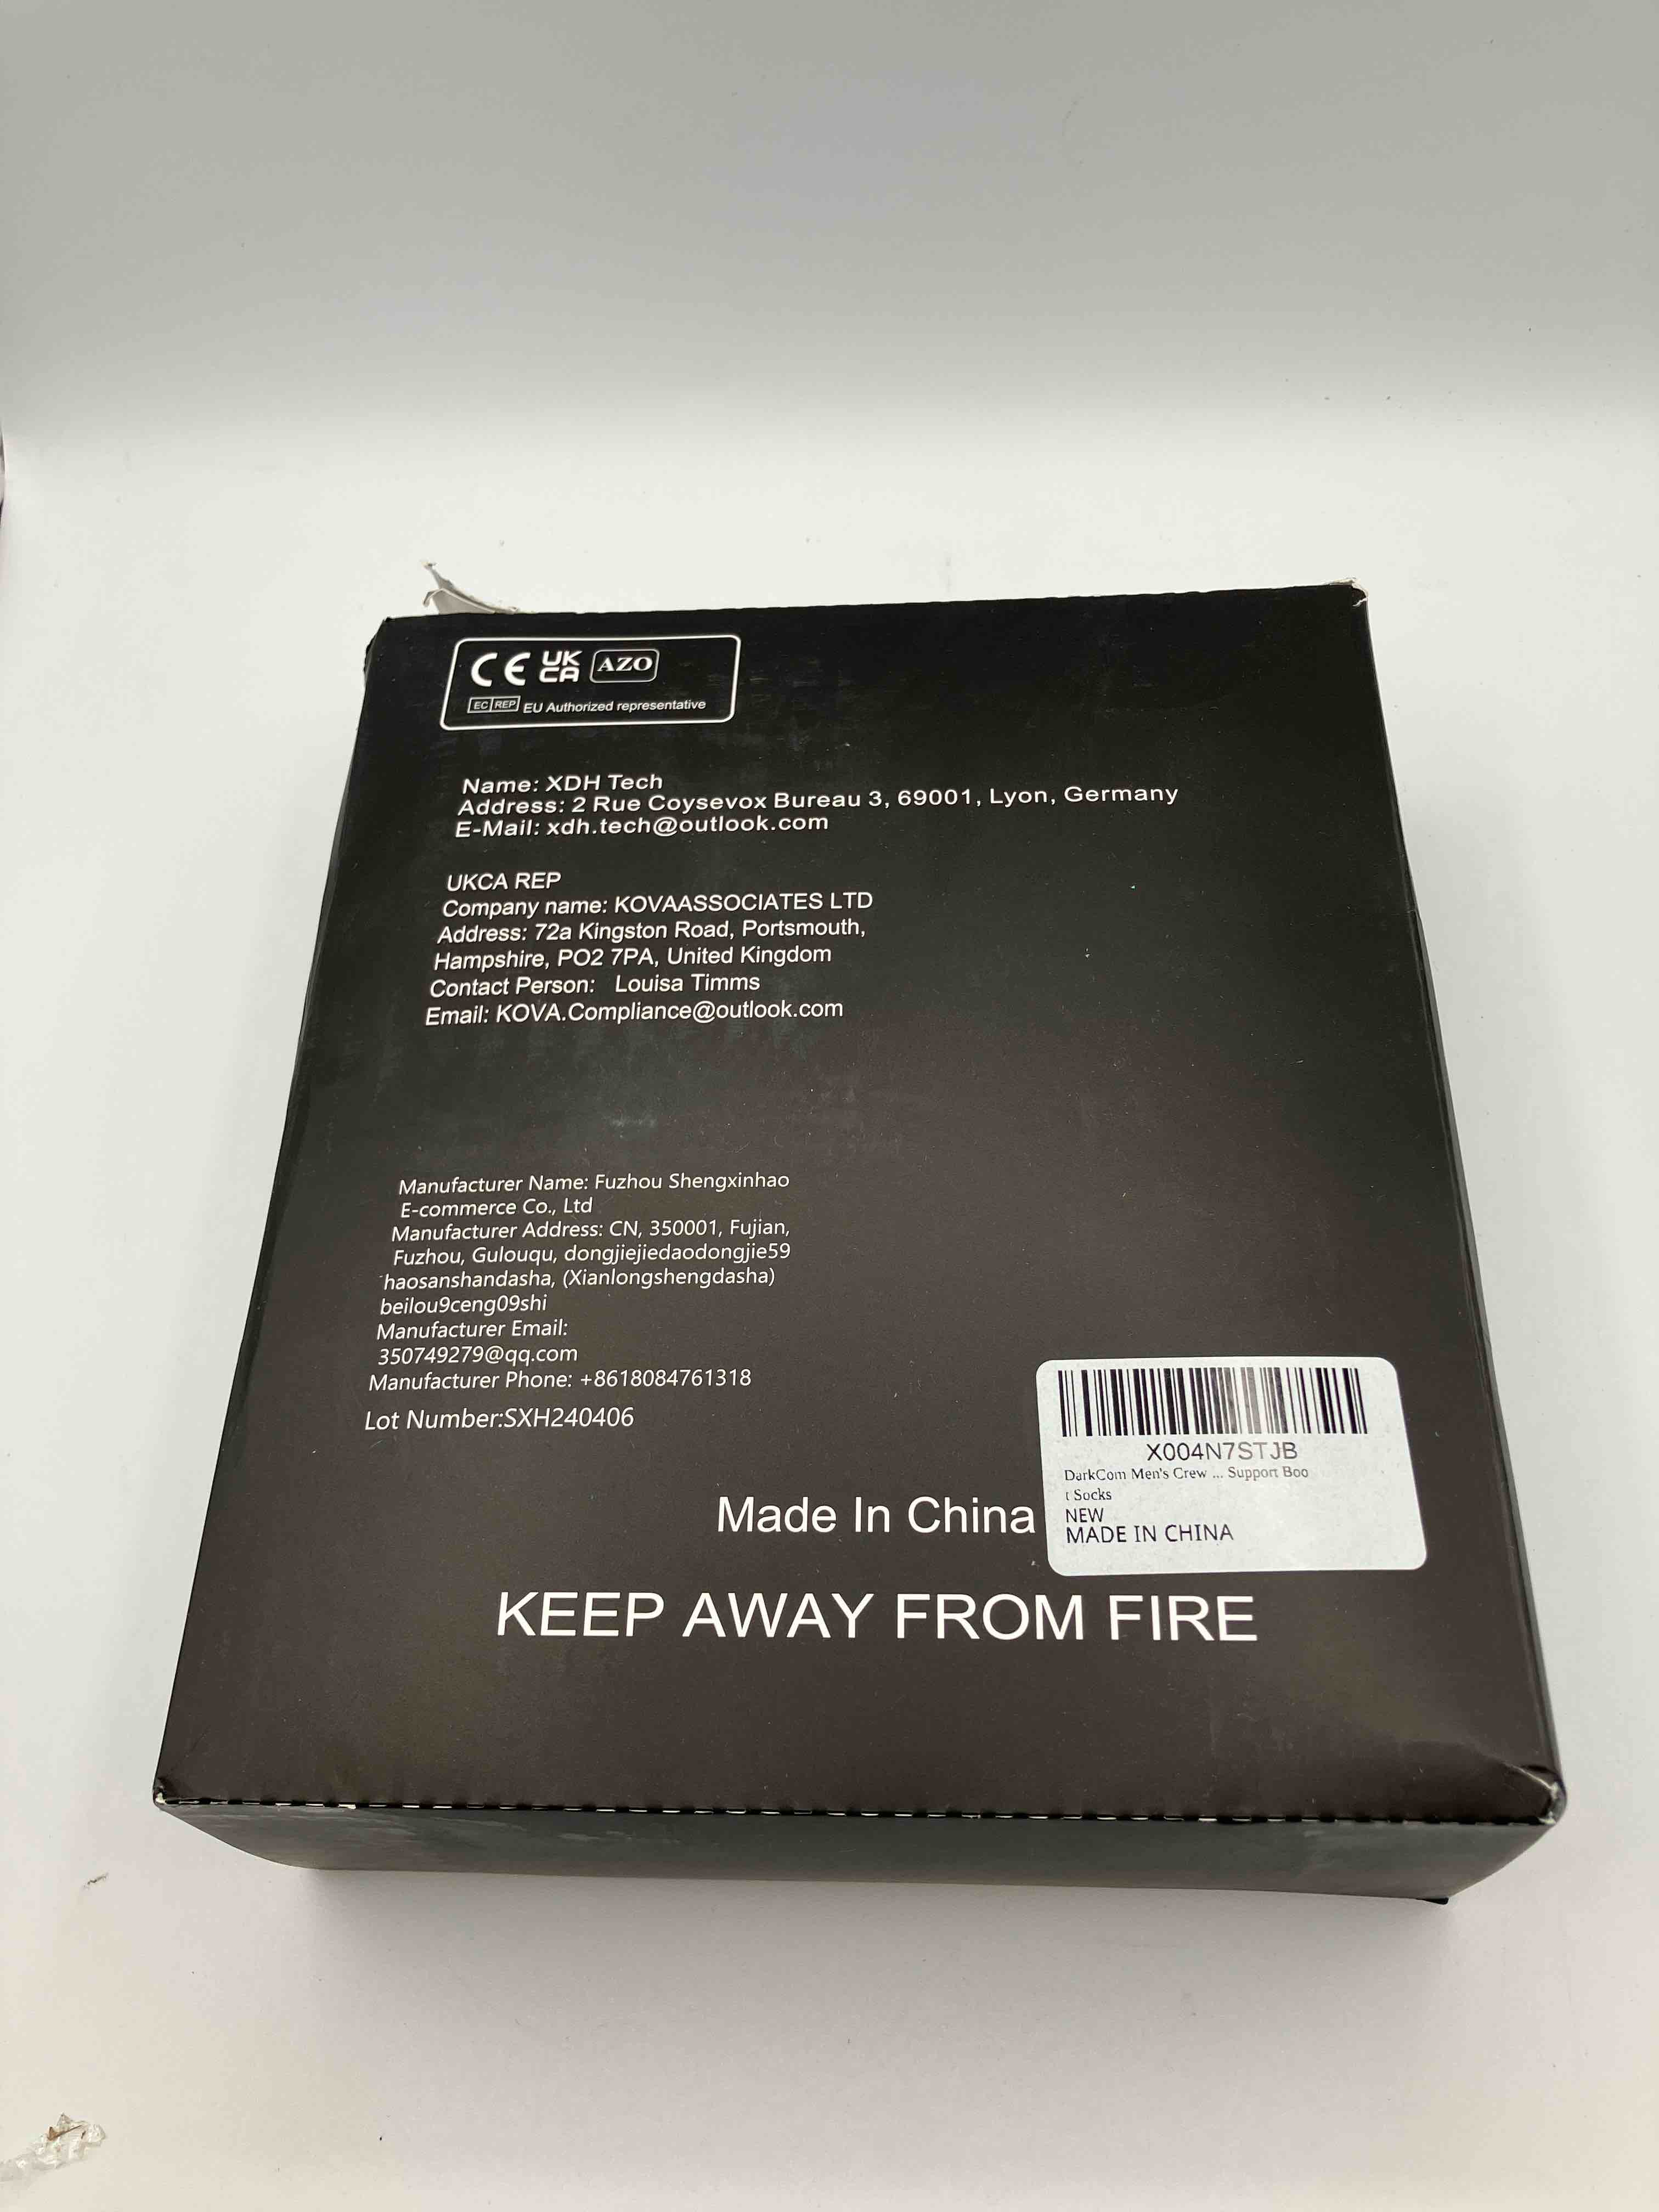 CE UK CA AZO
EC REP EU Authorized representative
Name: XDH Tech
Address: 2 Rue Coysevox Bureau 3, 69001, Lyon, Germany
E-Mail: xdh.tech@outlook.com
UKCA REP
Company name: KOVAASSOCIATES LTD
Address: 72a Kingston Road, Portsmouth,
Hampshire, PO2 7PA, United Kingdom
Contact Person: Louisa Timms
Email: KOVA.Compliance@outlook.com
Manufacturer Name: Fuzhou Shengxinhao
E-commerce Co., Ltd
Manufacturer Address: CN, 350001, Fujian,
Fuzhou, Gulouqu, dongjiejiedaodongjie59
haosanshandasha, (Xianlongshengdasha)
beilou9ceng09shi
Manufacturer Email:
350749279@qq.com
Manufacturer Phone: +8618084761318
Lot Number:SXH240406
X004N7STJB
DarkCom Men's Crew ... Support Boo
t Socks
NEW
MADE IN CHINA
Made In China
KEEP AWAY FROM FIRE